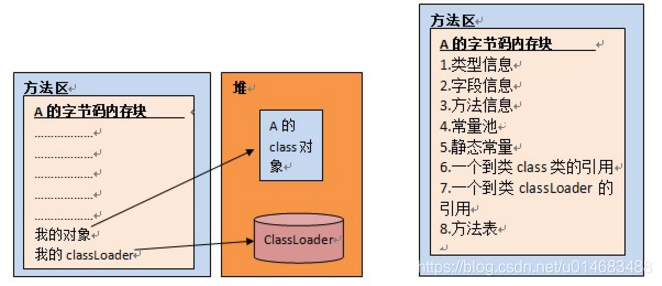 方法区
A 的字节码内存块
……………
……………
……………
……………
……………
我的对象
我的 classLoader
堆
A 的
class 对
象
ClassLoader
方法区
A 的字节码内存块
1.类型信息
2.字段信息
3.方法信息
4.常量池
5.静态常量
6.一个到类 class 类的引用
7.一个到类 classLoader 的
引用
8.方法表
https://blog.csdn.net/u014683488